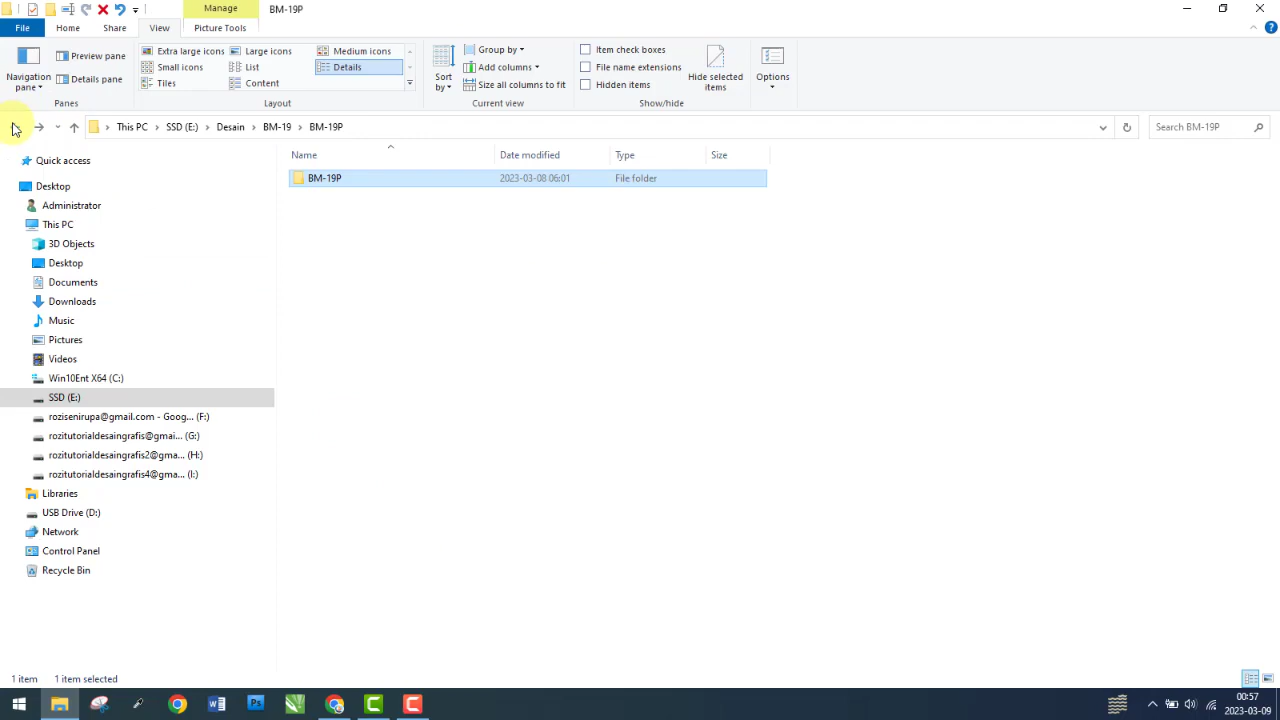 Manage
BM-19P
File
Home
Share
View
Picture Tools
Navigation pane
Preview pane
Details pane
Panes
Extra large icons
Large icons
Medium icons
Small icons
List
Details
Tiles
Content
Layout
Sort by
Group by
Add columns
Size all columns to fit
Current view
Item check boxes
File name extensions
Hidden items
Hide selected items
Show/hide
Options
This PC > SSD (E:) > Desain > BM-19 > BM-19P
Search BM-19P
Name
Date modified
Type
Size
BM-19P
2023-03-08 06:01
File folder
Quick access
Desktop
Administrator
This PC
3D Objects
Desktop
Documents
Downloads
Music
Pictures
Videos
Win10Ent X64 (C:)
SSD (E:)
rozisenirupa@gmail.com - Goog... (F:)
rozitutorialdesaingrafis@gmai... (G:)
rozitutorialdesaingrafis2@gma... (H:)
rozitutorialdesaingrafis4@gma... (I:)
Libraries
USB Drive (D:)
Network
Control Panel
Recycle Bin
1 item
1 item selected
00:57
2023-03-09